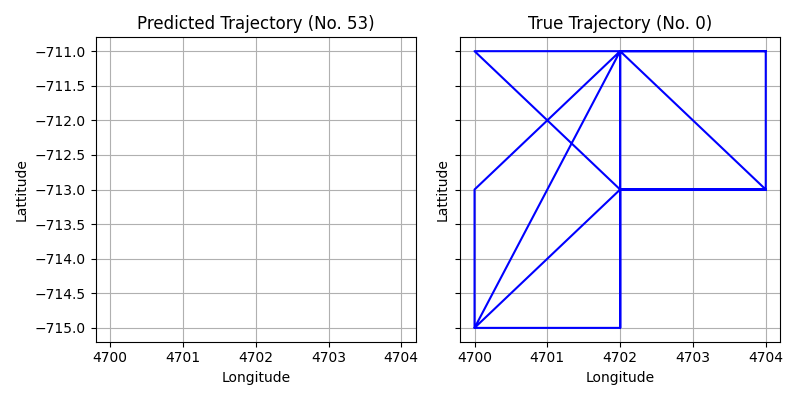 Predicted Trajectory (No. 53)
True Trajectory (No. 0)
−711.0
−711.5
−712.0
−712.5
−713.0
−713.5
−714.0
−714.5
−715.0
Lattitude
Lattitude
4700 4701 4702 4703 4704
4700 4701 4702 4703 4704
Longitude
Longitude